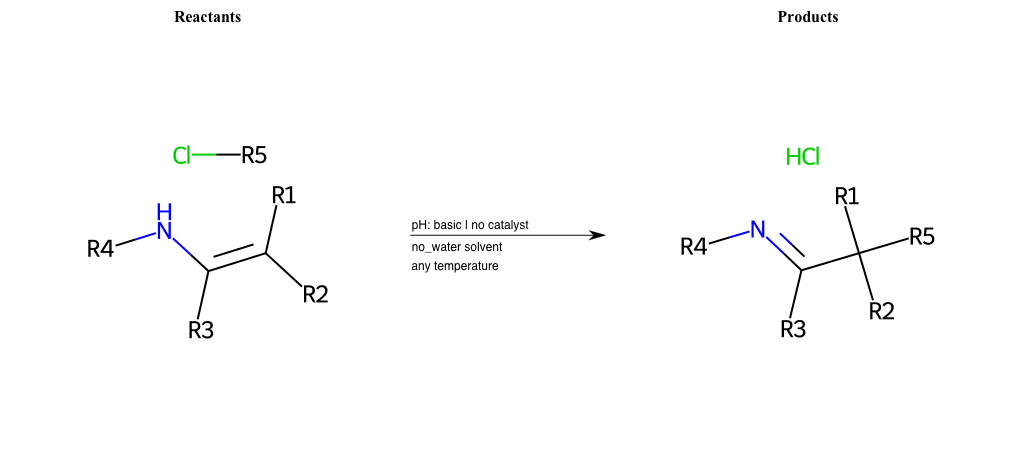 Reactants
Products
Cl R5
HCl
R1
R1
H
N
R4
N
R5
R4
pH: basic | no catalyst
no_water solvent
any temperature
R2
R2
R3
R3